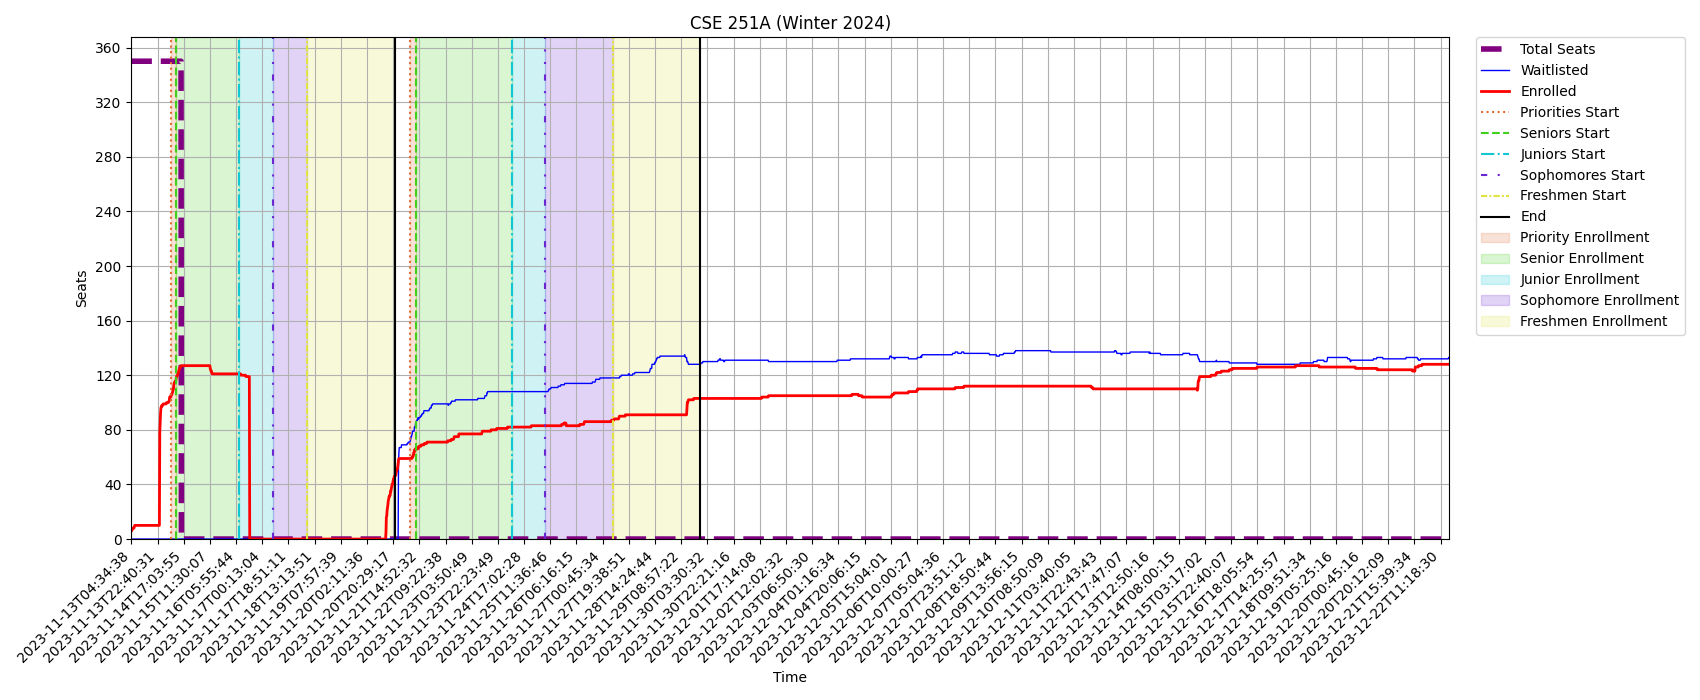 CSE 251A (Winter 2024)
Seats
360
320
280
240
200
160
120
80
40
0
2023-11-13T04:34:38
2023-11-13T22:40:31
2023-11-14T17:03:55
2023-11-15T11:30:07
2023-11-16T05:55:44
2023-11-17T00:13:04
2023-11-17T18:51:11
2023-11-18T13:13:51
2023-11-19T07:57:39
2023-11-20T02:11:36
2023-11-20T20:29:17
2023-11-21T14:52:32
2023-11-22T09:22:38
2023-11-23T03:50:49
2023-11-23T22:23:49
2023-11-24T17:02:28
2023-11-25T11:36:46
2023-11-26T06:16:15
2023-11-27T00:45:34
2023-11-27T19:38:51
2023-11-28T14:24:44
2023-11-29T08:57:22
2023-11-30T03:30:32
2023-11-30T22:21:16
2023-12-01T17:14:08
2023-12-02T12:02:32
2023-12-03T06:50:30
2023-12-04T01:16:34
2023-12-04T20:06:15
2023-12-05T15:04:01
2023-12-06T10:00:27
2023-12-07T05:04:36
2023-12-07T23:51:12
2023-12-08T18:50:44
2023-12-09T13:56:15
2023-12-10T08:50:09
2023-12-11T03:40:05
2023-12-11T22:43:43
2023-12-12T17:47:07
2023-12-13T12:50:16
2023-12-14T08:00:15
2023-12-15T03:17:02
2023-12-15T22:40:07
2023-12-16T18:05:54
2023-12-17T14:25:57
2023-12-18T09:51:34
2023-12-19T05:25:16
2023-12-20T00:45:16
2023-12-20T20:12:09
2023-12-21T15:39:34
2023-12-22T11:18:30
Time
Total Seats
Waitlisted
Enrolled
Priorities Start
Seniors Start
Juniors Start
Sophomores Start
Freshmen Start
End
Priority Enrollment
Senior Enrollment
Junior Enrollment
Sophomore Enrollment
Freshmen Enrollment